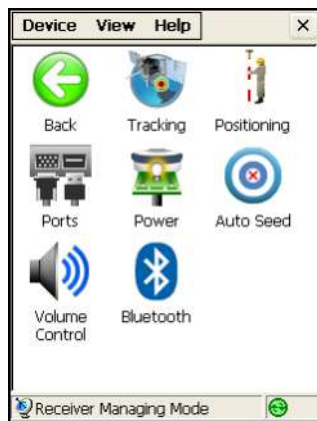 Device View Help
Back Tracking Positioning
Ports Power Auto Seed
Volume Control Bluetooth
Receiver Managing Mode